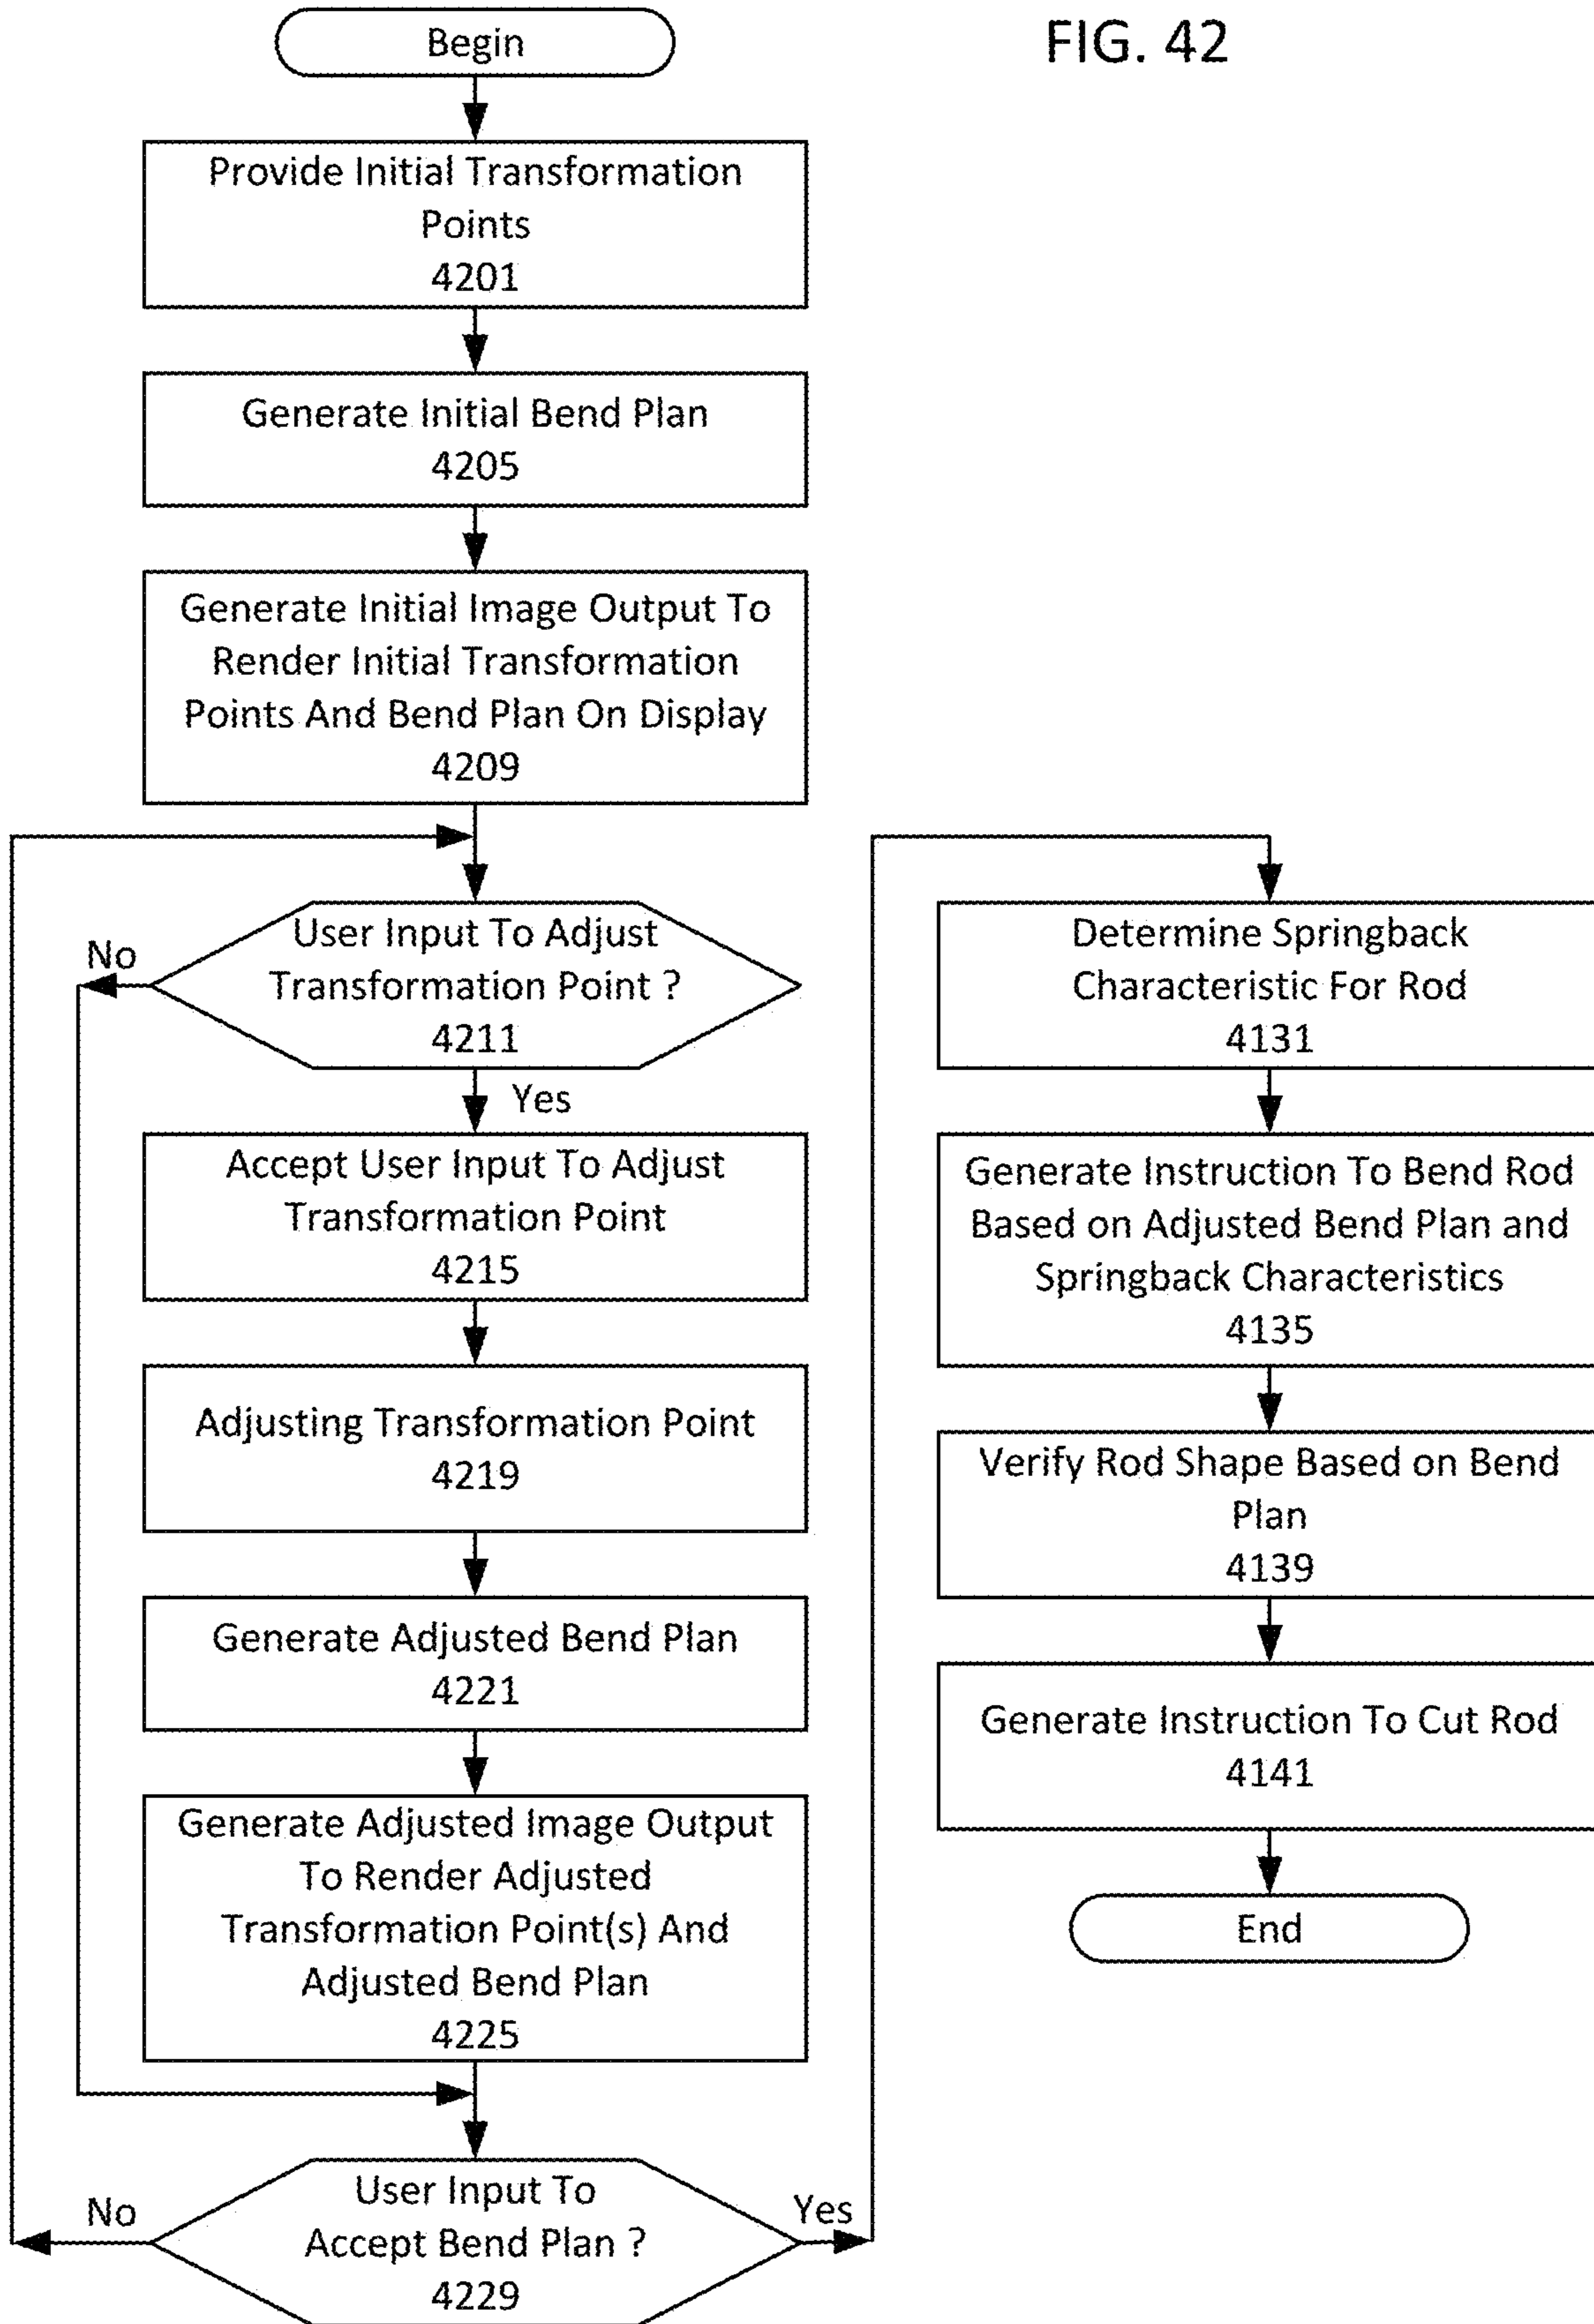 FIG. 42
Begin
Provide Initial Transformation
Points
4201
Generate Initial Bend Plan
4205
Generate Initial Image Output To
Render Initial Transformation
Points And Bend Plan On Display
4209
User Input To Adjust
Transformation Point ?
4211
No
Yes
Accept User Input To Adjust
Transformation Point
4215
Adjusting Transformation Point
4219
Generate Adjusted Bend Plan
4221
Generate Adjusted Image Output
To Render Adjusted
Transformation Point(s) And
Adjusted Bend Plan
4225
User Input To
Accept Bend Plan ?
4229
No
Yes
Determine Springback
Characteristic For Rod
4131
Generate Instruction To Bend Rod
Based on Adjusted Bend Plan and
Springback Characteristics
4135
Verify Rod Shape Based on Bend
Plan
4139
Generate Instruction To Cut Rod
4141
End